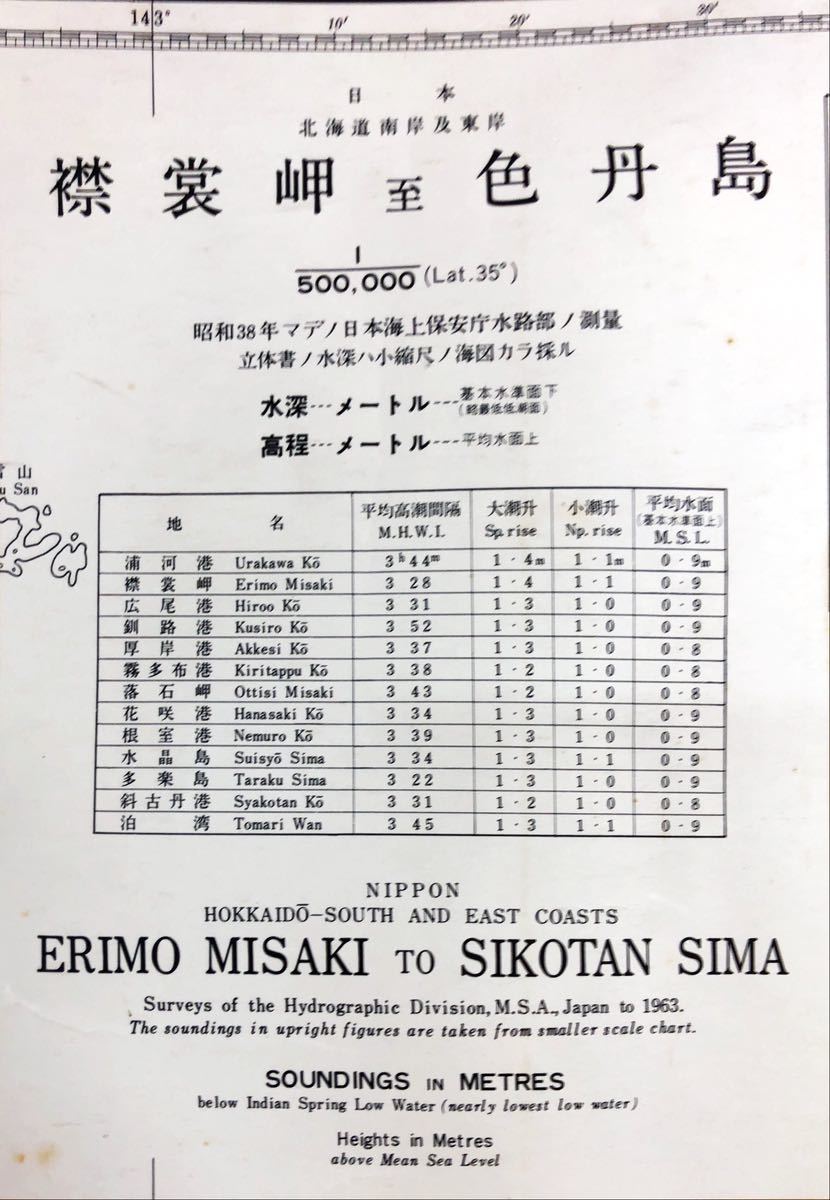 143° 10′ 20′ 30′
日本
北海道南岸及東岸
襟裳岬至色丹島
1
500,000 (Lat.35°)
昭和38年マデノ日本海上保安庁水路部ノ測量
立体書ノ水深ハ小縮尺ノ海図カラ採ル
水深…メートル…基本水準面下
(略最低低潮面)
高程…メートル…平均水面上
山
u San
地名 平均高潮間隔 大潮升 小潮升 平均水面
(基本水準面上)
M.H.W.I. Sp. rise Np. rise M.S.L.
浦河港 Urakawa Kō 3ʰ44ᵐ 1·4m 1·1m 0·9m
襟裳岬 Erimo Misaki 3 28 1·4 1·1 0·9
広尾港 Hiroo Kō 3 31 1·3 1·0 0·9
釧路港 Kusiro Kō 3 52 1·3 1·0 0·9
厚岸港 Akkesi Kō 3 37 1·3 1·0 0·8
霧多布港 Kiritappu Kō 3 38 1·2 1·0 0·8
落石岬 Ottisi Misaki 3 43 1·2 1·0 0·8
花咲港 Hanasaki Kō 3 34 1·3 1·0 0·9
根室港 Nemuro Kō 3 39 1·3 1·0 0·9
水晶島 Suisyō Sima 3 34 1·3 1·1 0·9
多楽島 Taraku Sima 3 22 1·3 1·0 0·9
斜古丹港 Syakotan Kō 3 31 1·2 1·0 0·8
泊湾 Tomari Wan 3 45 1·3 1·1 0·9
NIPPON
HOKKAIDŌ—SOUTH AND EAST COASTS
ERIMO MISAKI TO SIKOTAN SIMA
Surveys of the Hydrographic Division, M.S.A., Japan to 1963.
The soundings in upright figures are taken from smaller scale chart.
SOUNDINGS IN METRES
below Indian Spring Low Water (nearly lowest low water)
Heights in Metres
above Mean Sea Level